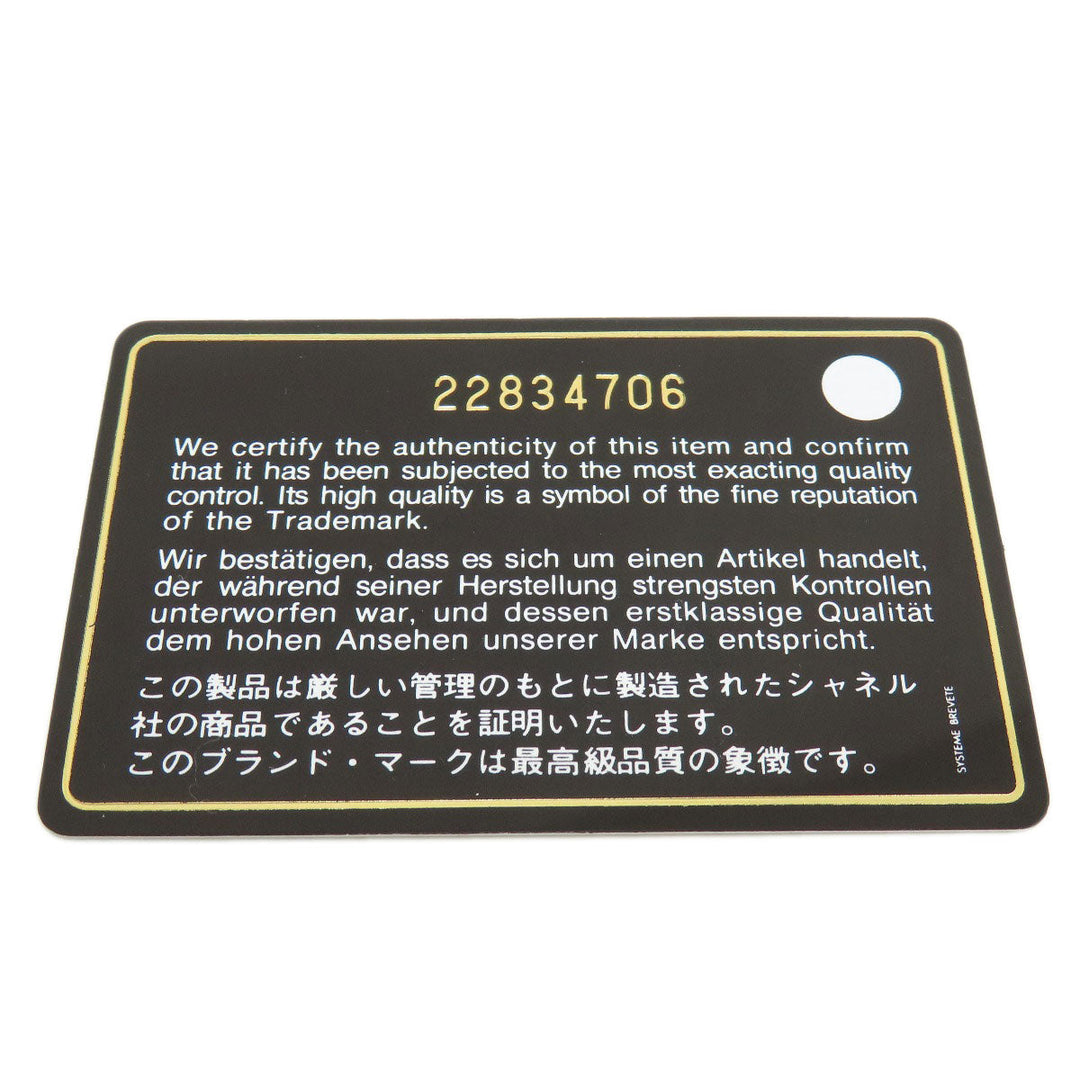 22834706
We certify the authenticity of this item and confirm
that it has been subjected to the most exacting quality
control. Its high quality is a symbol of the fine reputation
of the Trademark.
Wir bestätigen, dass es sich um einen Artikel handelt,
der während seiner Herstellung strengsten Kontrollen
unterworfen war, und dessen erstklassige Qualität
dem hohen Ansehen unserer Marke entspricht.
この製品は厳しい管理のもとに製造されたシャネル
社の商品であることを証明いたします。
このブランド・マークは最高級品質の象徴です。
SYSTEME BREVETE